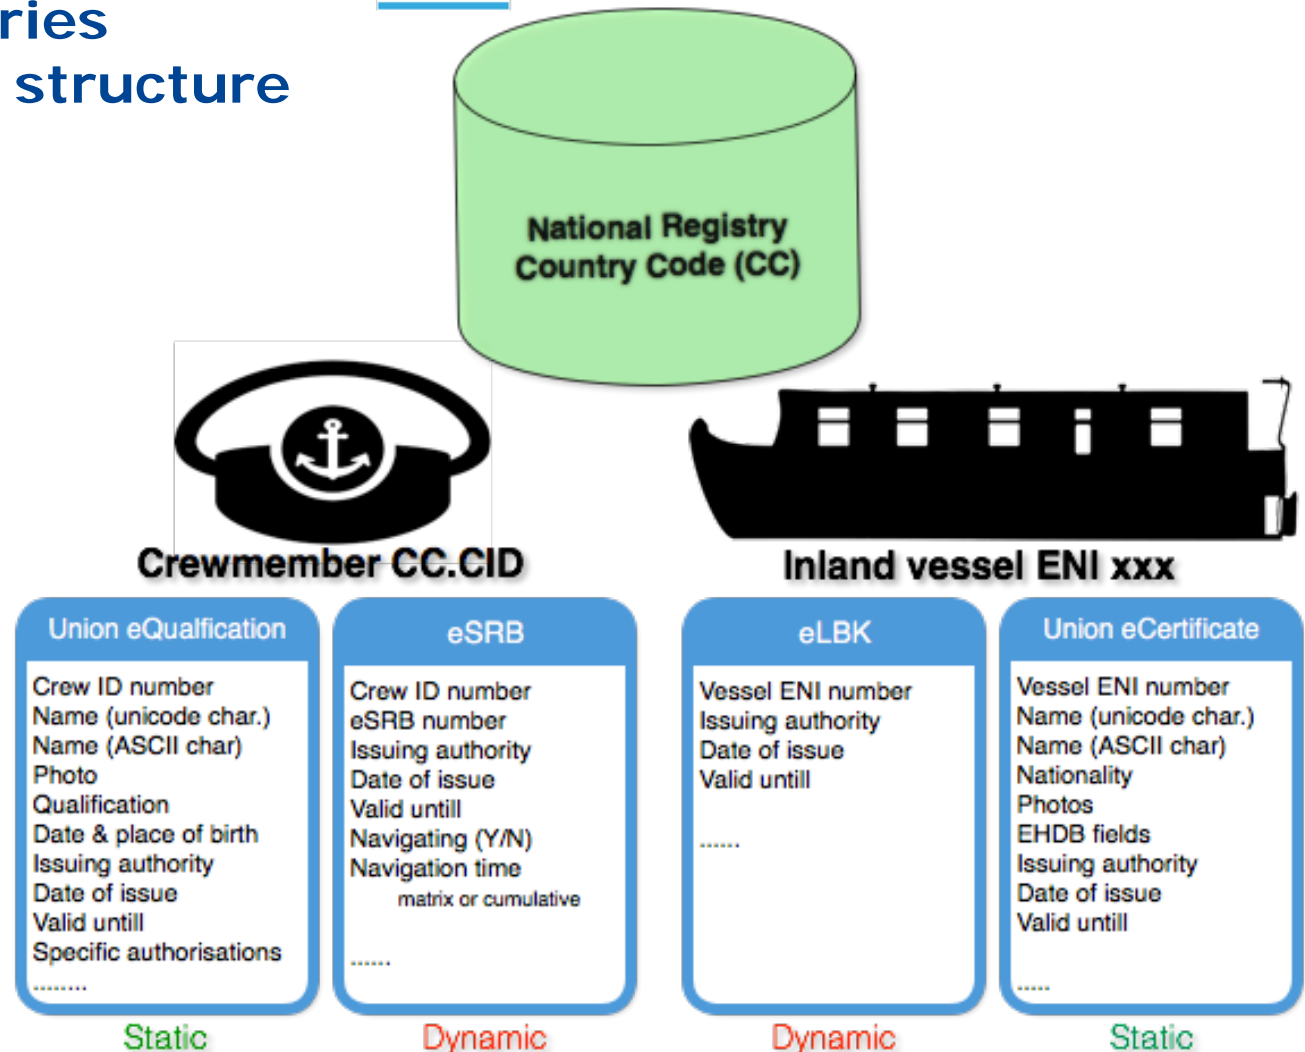 ries
structure
National Registry
Country Code (CC)
Crewmember CC.CID
Inland vessel ENI xxx
Union eQualfication
Crew ID number
Name (unicode char.)
Name (ASCII char)
Photo
Qualification
Date & place of birth
Issuing authority
Date of issue
Valid untill
Specific authorisations
........
Static
eSRB
Crew ID number
eSRB number
Issuing authority
Date of issue
Valid untill
Navigating (Y/N)
Navigation time
matrix or cumulative
......
Dynamic
eLBK
Vessel ENI number
Issuing authority
Date of issue
Valid untill
......
Dynamic
Union eCertificate
Vessel ENI number
Name (unicode char.)
Name (ASCII char)
Nationality
Photos
EHDB fields
Issuing authority
Date of issue
Valid untill
.....
Static